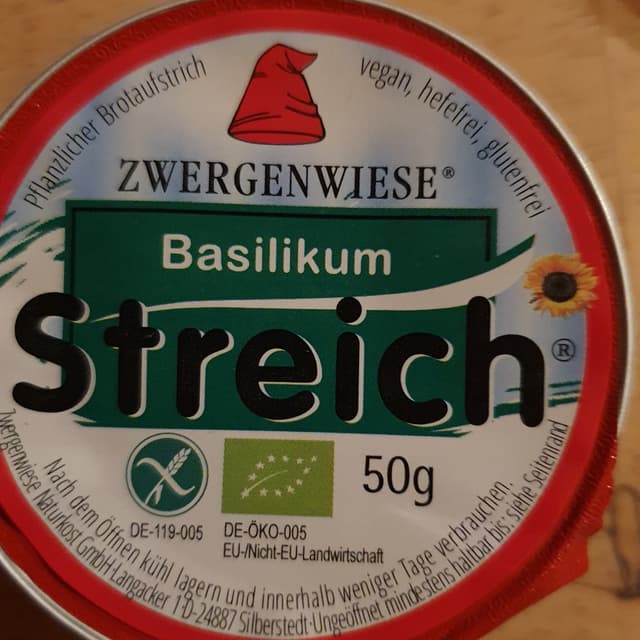 Pflanzlicher Brotaufstrich
vegan, hefefrei, glutenfrei
ZWERGENWIESE®
Basilikum
Streich®
50g
DE-119-005
DE-ÖKO-005
EU-/Nicht-EU-Landwirtschaft
Nach dem Öffnen kühl lagern und innerhalb weniger Tage verbrauchen.
Zwergenwiese Naturkost GmbH·Langacker 1·D-24887 Silberstedt·Ungeöffnet mindestens haltbar bis: siehe Seitenrand